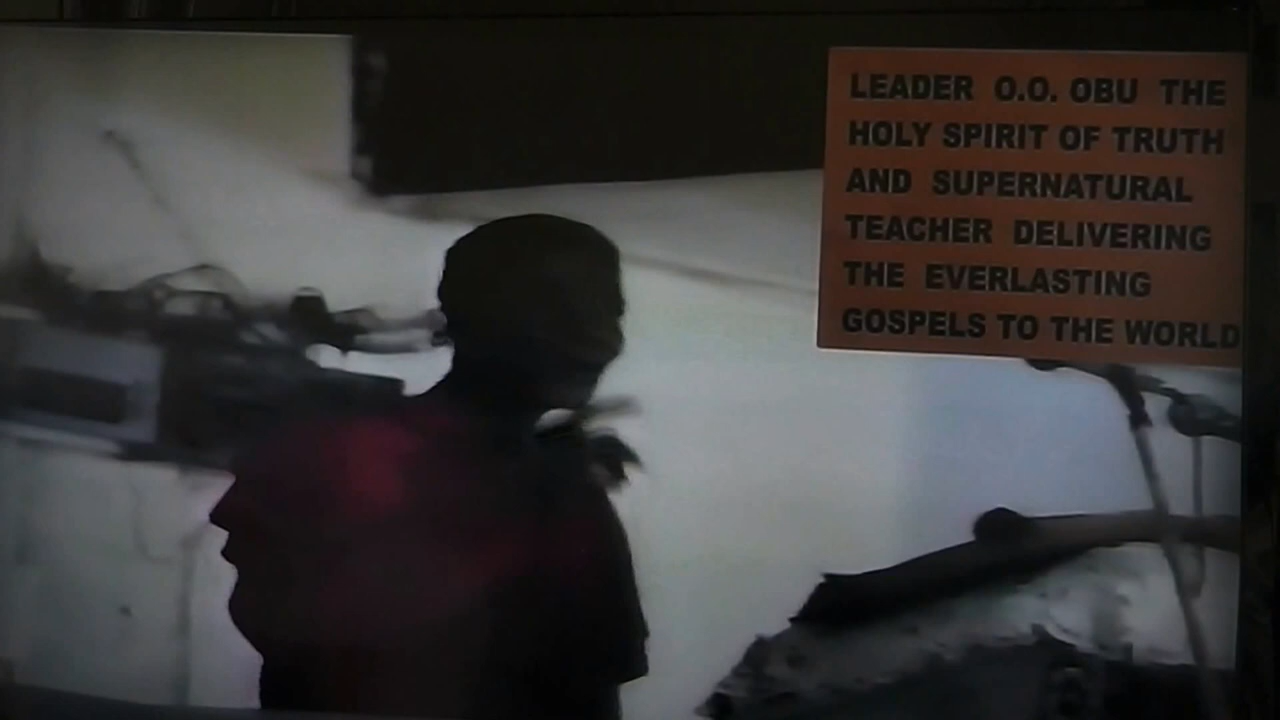 LEADER O.O. OBU THE
HOLY SPIRIT OF TRUTH
AND SUPERNATURAL
TEACHER DELIVERING
THE EVERLASTING
GOSPELS TO THE WORLD